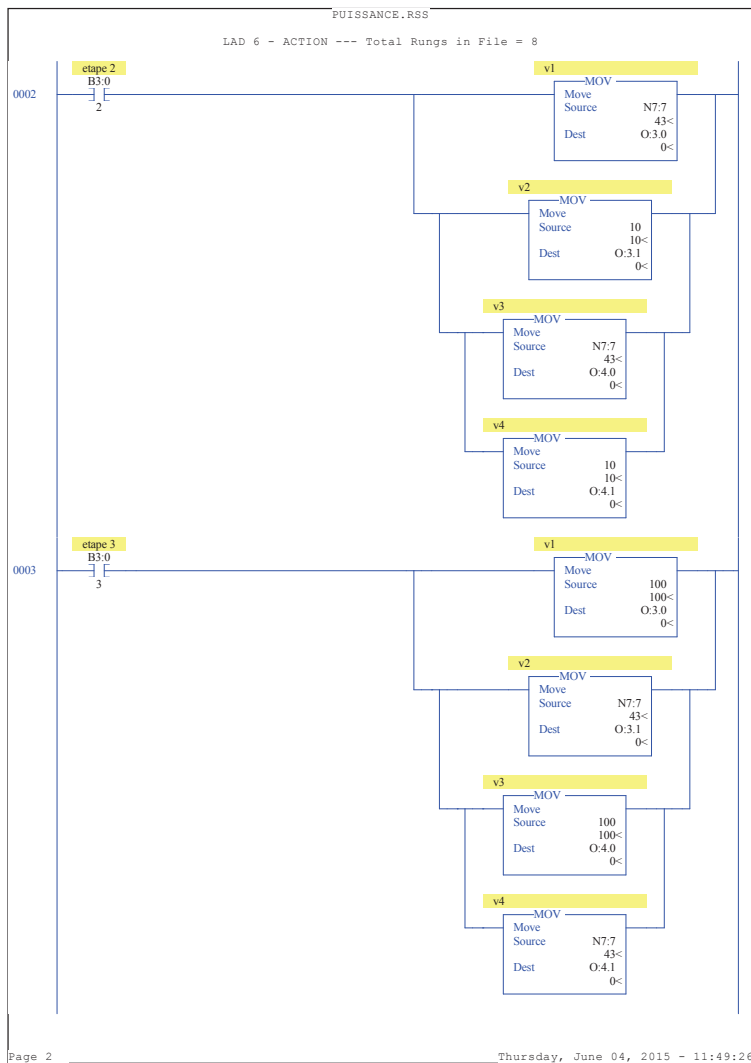 PUISSANCE.RSS
LAD 6 - ACTION --- Total Rungs in File = 8
0002
etape 2
B3:0
2
v1
MOV
Move
Source N7:7
43<
Dest O:3.0
0<
v2
MOV
Move
Source 10
10<
Dest O:3.1
0<
v3
MOV
Move
Source N7:7
43<
Dest O:4.0
0<
v4
MOV
Move
Source 10
10<
Dest O:4.1
0<
0003
etape 3
B3:0
3
v1
MOV
Move
Source 100
100<
Dest O:3.0
0<
v2
MOV
Move
Source N7:7
43<
Dest O:3.1
0<
v3
MOV
Move
Source 100
100<
Dest O:4.0
0<
v4
MOV
Move
Source N7:7
43<
Dest O:4.1
0<
Page 2 Thursday, June 04, 2015 - 11:49:26